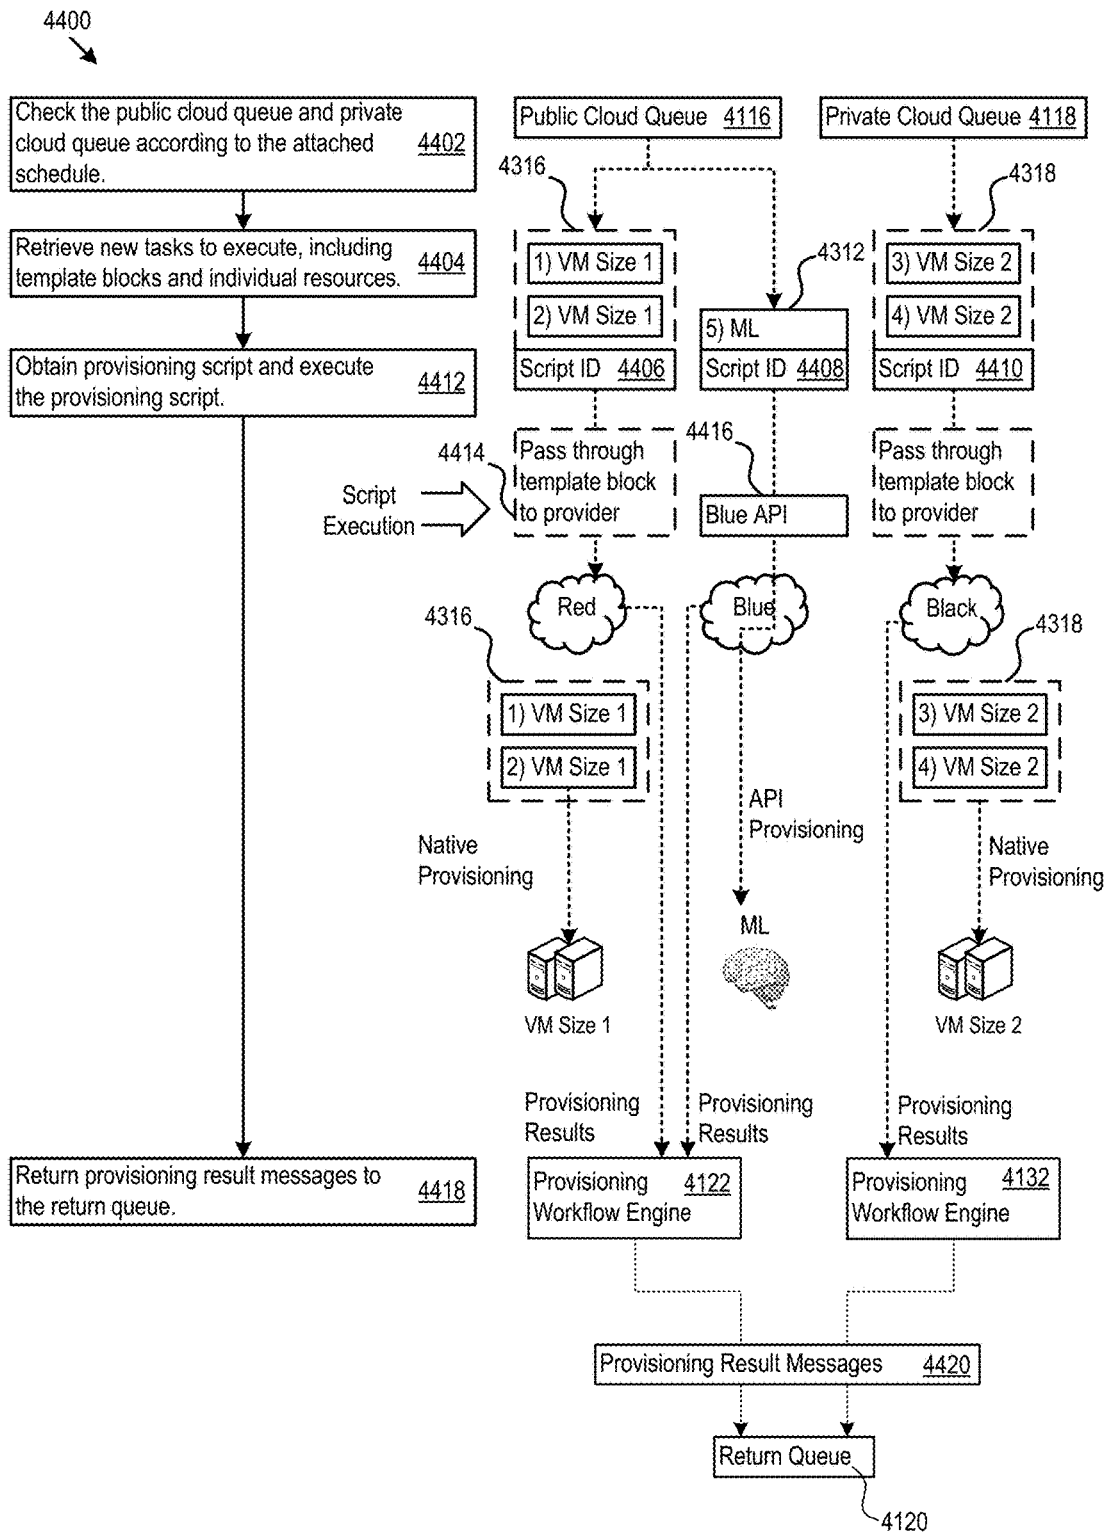 4400
Check the public cloud queue and private
cloud queue according to the attached
schedule.
4402
Retrieve new tasks to execute, including
template blocks and individual resources.
4404
Obtain provisioning script and execute
the provisioning script.
4412
Return provisioning result messages to
the return queue.
4418
Public Cloud Queue 4116
Private Cloud Queue 4118
4316
4318
1) VM Size 1
2) VM Size 1
Script ID 4406
4312
5) ML
Script ID 4408
3) VM Size 2
4) VM Size 2
Script ID 4410
Script
Execution
4414
Pass through
template block
to provider
4416
Blue API
Pass through
template block
to provider
Red
Blue
Black
4316
4318
1) VM Size 1
2) VM Size 1
3) VM Size 2
4) VM Size 2
Native
Provisioning
API
Provisioning
Native
Provisioning
VM Size 1
ML
VM Size 2
Provisioning
Results
Provisioning
Results
Provisioning
Results
Provisioning
Workflow Engine
4122
Provisioning
Workflow Engine
4132
Provisioning Result Messages 4420
Return Queue
4120